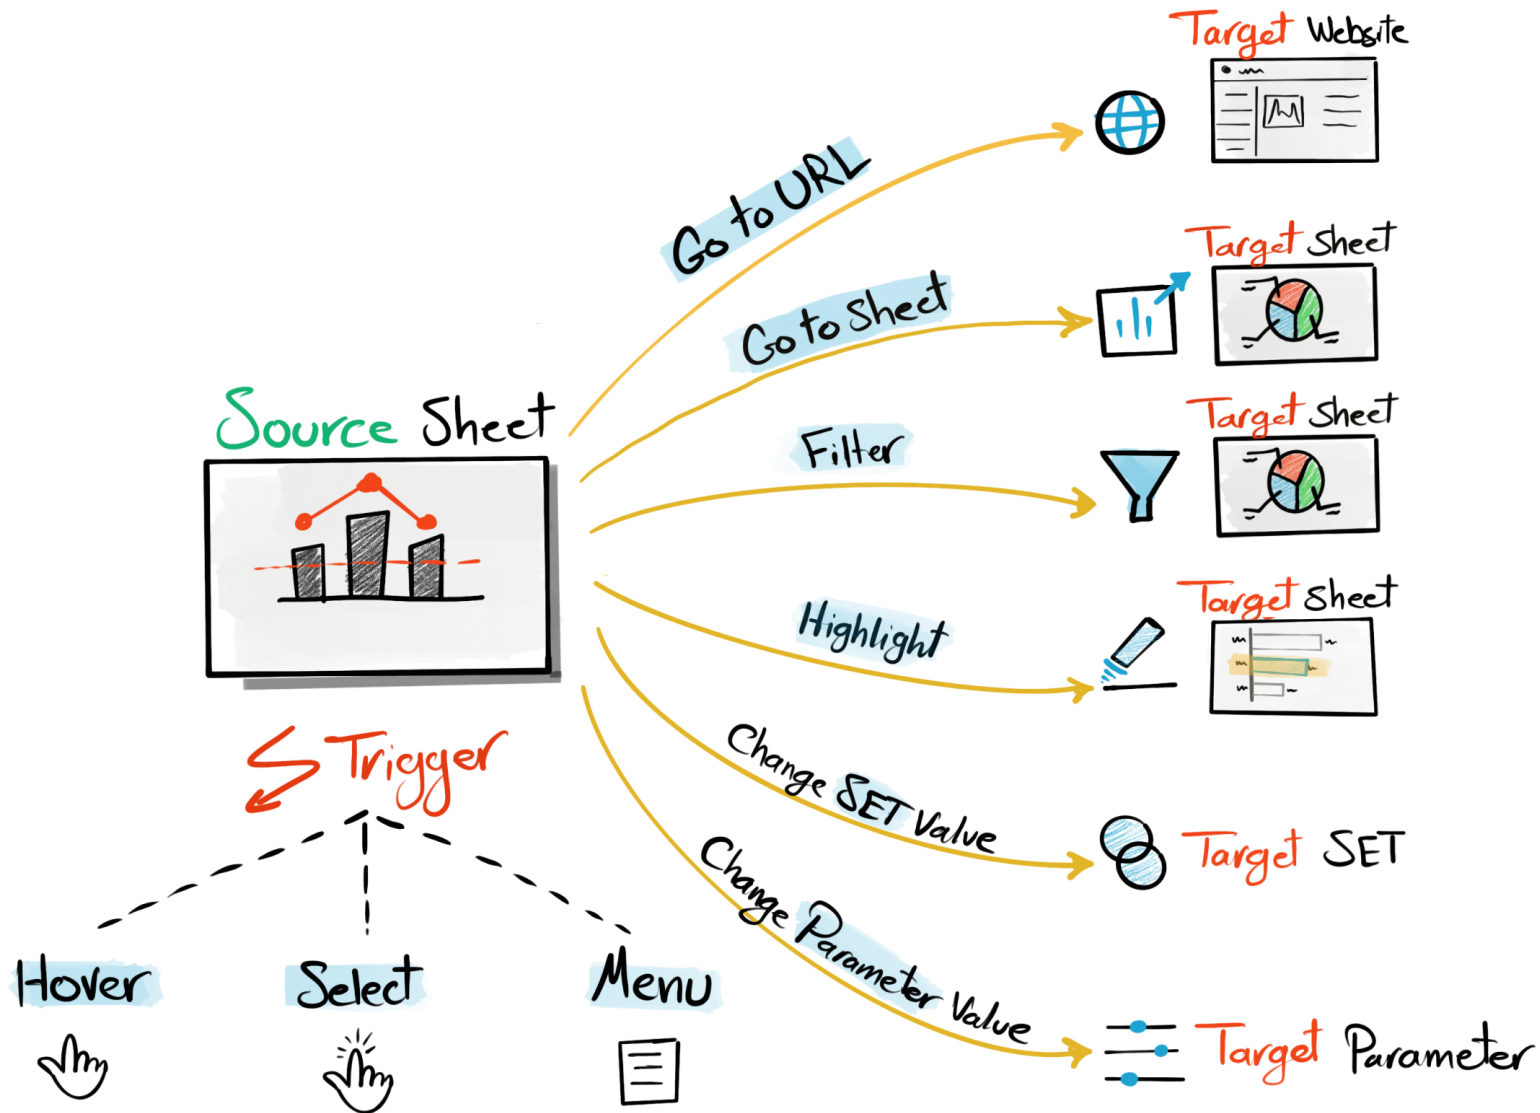 Target Website
Go to URL
Target Sheet
Go to Sheet
Source Sheet
Target Sheet
Filter
Target Sheet
Highlight
Trigger
Change SET Value
Target SET
Change Parameter Value
Target Parameter
Hover
Select
Menu